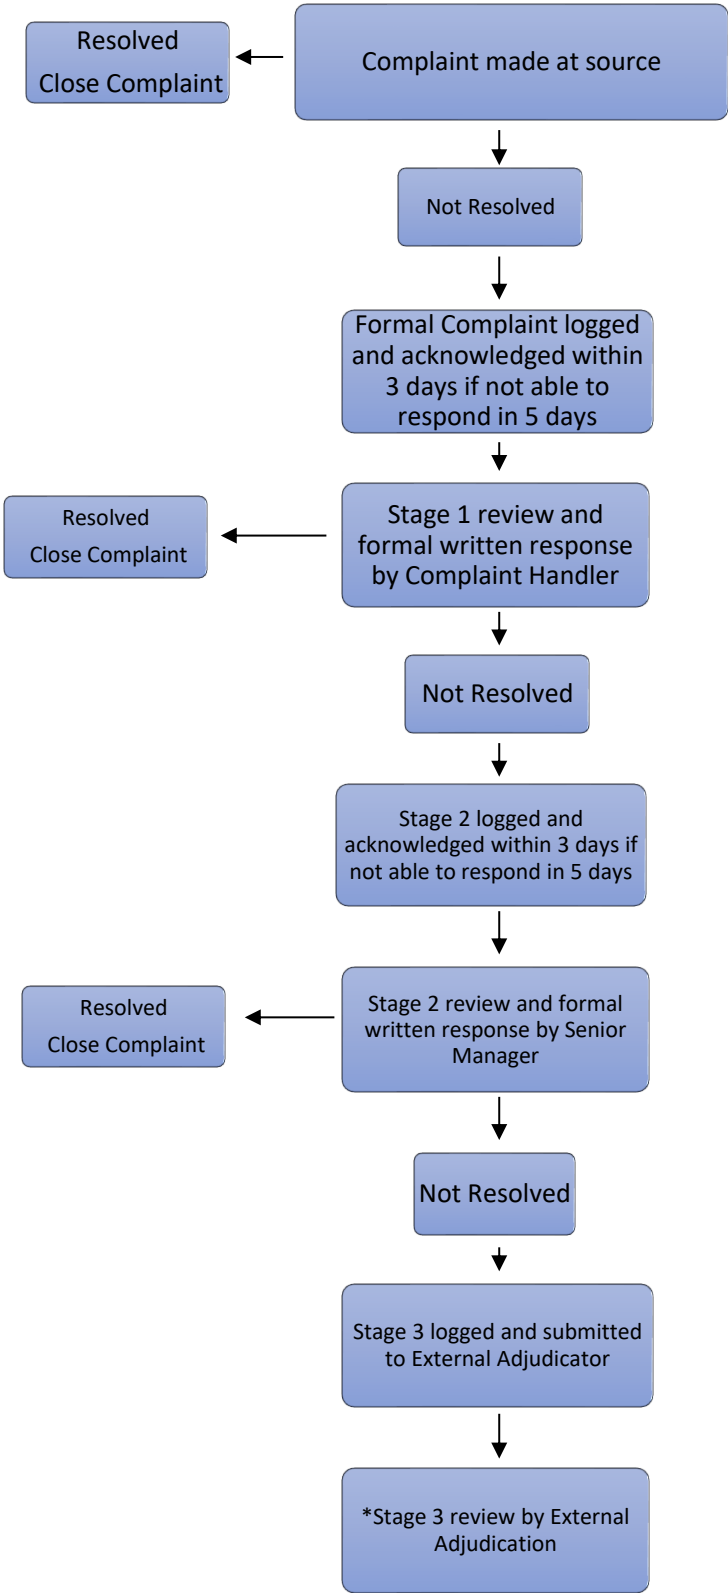 Resolved
Close Complaint
Complaint made at source
Not Resolved
Formal Complaint logged
and acknowledged within
3 days if not able to
respond in 5 days
Resolved
Close Complaint
Stage 1 review and
formal written response
by Complaint Handler
Not Resolved
Stage 2 logged and
acknowledged within 3 days if
not able to respond in 5 days
Resolved
Close Complaint
Stage 2 review and formal
written response by Senior
Manager
Not Resolved
Stage 3 logged and submitted
to External Adjudicator
*Stage 3 review by External
Adjudication